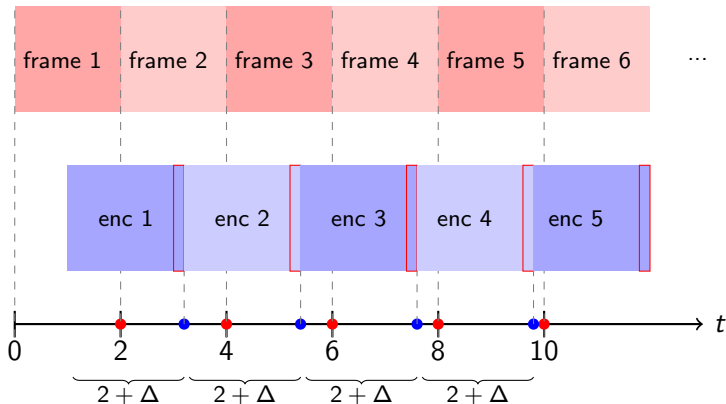 frame 1 frame 2 frame 3 frame 4 frame 5 frame 6 ...
enc 1 enc 2 enc 3 enc 4 enc 5
t
0 2 4 6 8 10
2 + Δ 2 + Δ 2 + Δ 2 + Δ